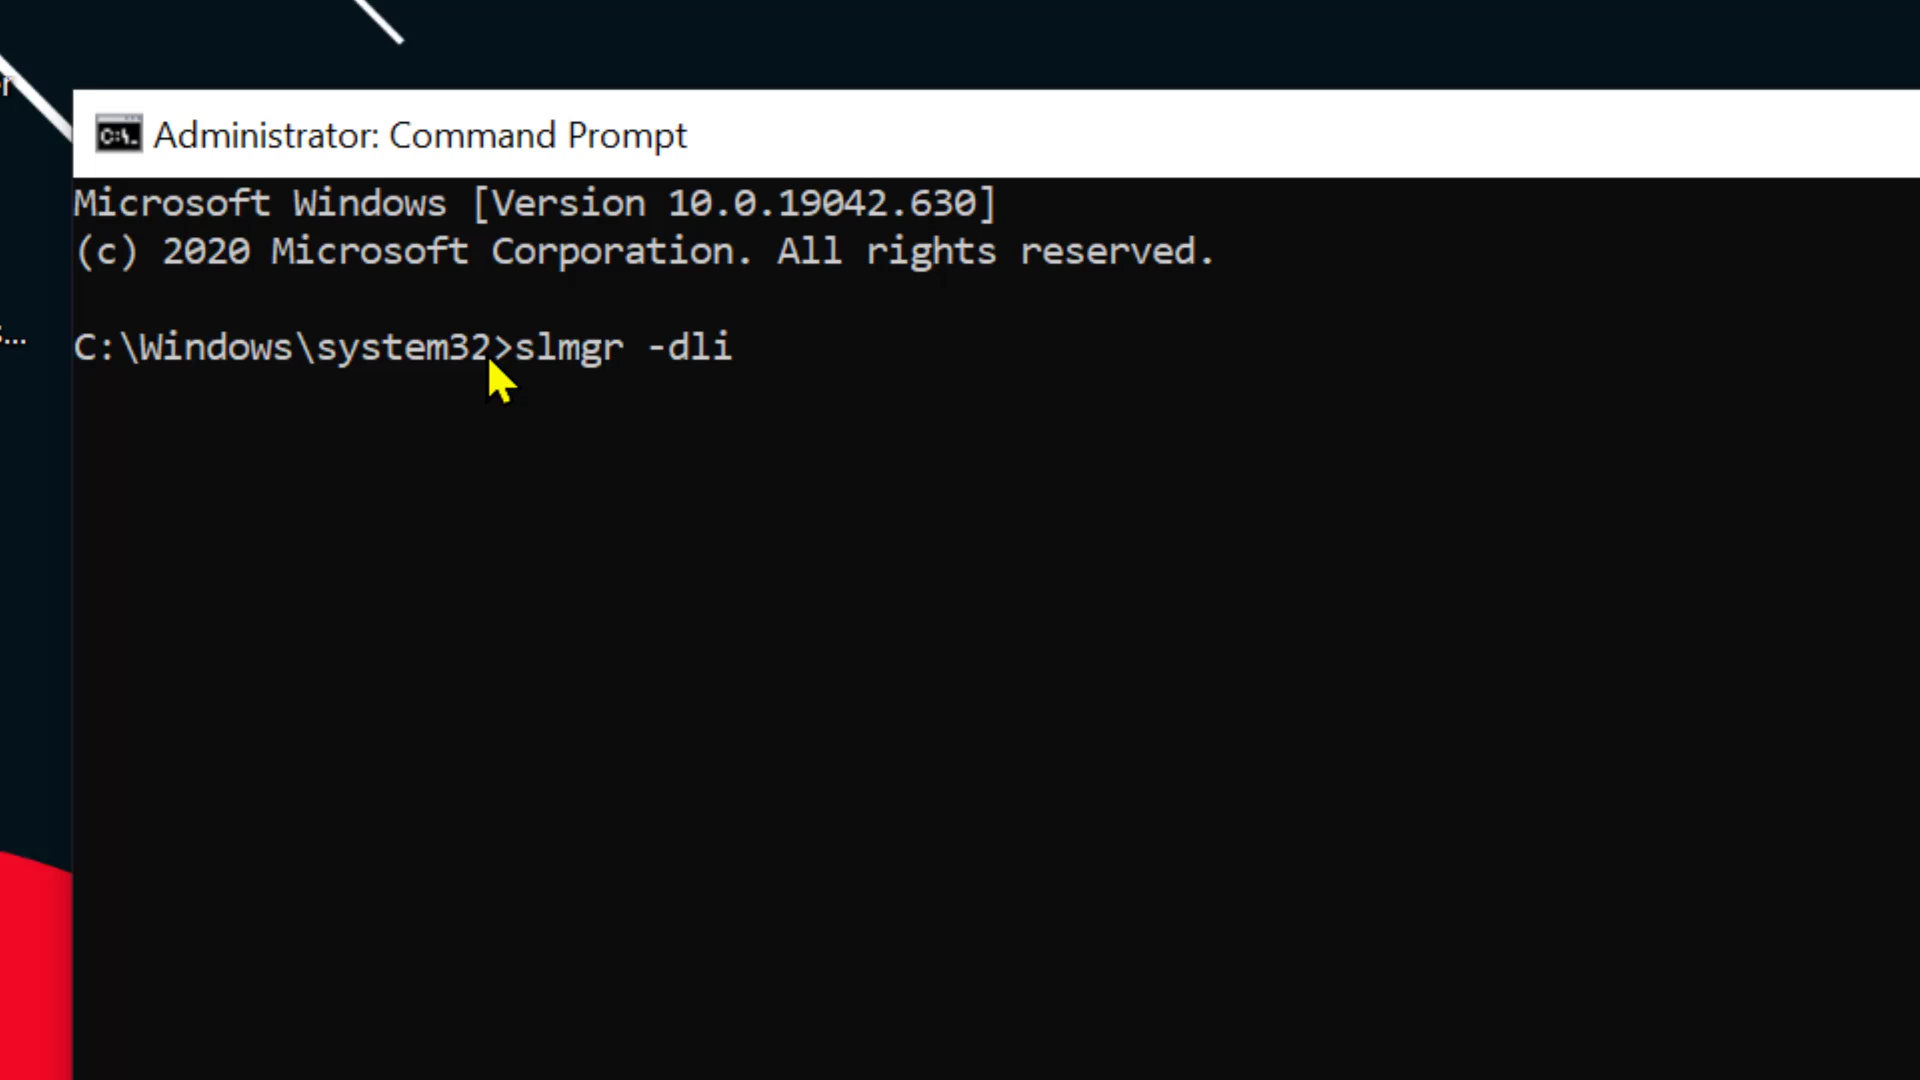 er
Administrator: Command Prompt
Microsoft Windows [Version 10.0.19042.630]
(c) 2020 Microsoft Corporation. All rights reserved.
s...
C:\Windows\system32>slmgr -dli